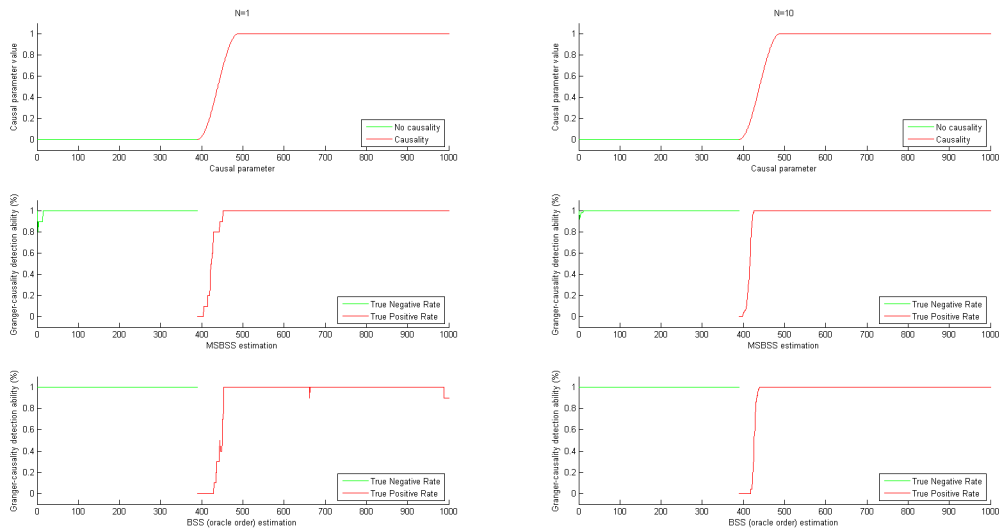 N=1
Causal parameter value
1
0.8
0.6
0.4
0.2
0
0 100 200 300 400 500 600 700 800 900 1000
Causal parameter
No causality
Causality
N=10
Causal parameter value
1
0.8
0.6
0.4
0.2
0
0 100 200 300 400 500 600 700 800 900 1000
Causal parameter
No causality
Causality
Granger-causality detection ability (%)
1
0.8
0.6
0.4
0.2
0
0 100 200 300 400 500 600 700 800 900 1000
MSBSS estimation
True Negative Rate
True Positive Rate
Granger-causality detection ability (%)
1
0.8
0.6
0.4
0.2
0
0 100 200 300 400 500 600 700 800 900 1000
MSBSS estimation
True Negative Rate
True Positive Rate
Granger-causality detection ability (%)
1
0.8
0.6
0.4
0.2
0
0 100 200 300 400 500 600 700 800 900 1000
BSS (oracle order) estimation
True Negative Rate
True Positive Rate
Granger-causality detection ability (%)
1
0.8
0.6
0.4
0.2
0
0 100 200 300 400 500 600 700 800 900 1000
BSS (oracle order) estimation
True Negative Rate
True Positive Rate